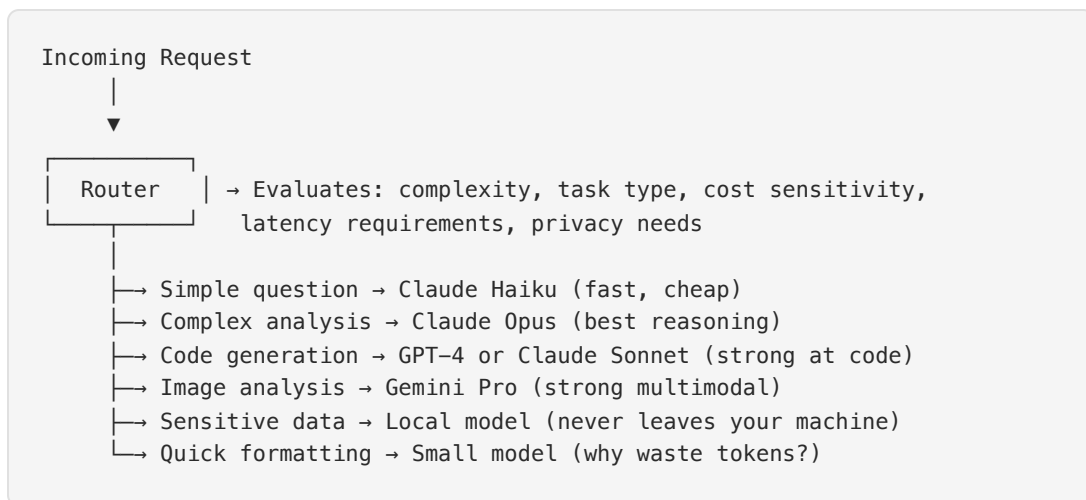 Incoming Request
Router → Evaluates: complexity, task type, cost sensitivity,
latency requirements, privacy needs
→ Simple question → Claude Haiku (fast, cheap)
→ Complex analysis → Claude Opus (best reasoning)
→ Code generation → GPT-4 or Claude Sonnet (strong at code)
→ Image analysis → Gemini Pro (strong multimodal)
→ Sensitive data → Local model (never leaves your machine)
→ Quick formatting → Small model (why waste tokens?)